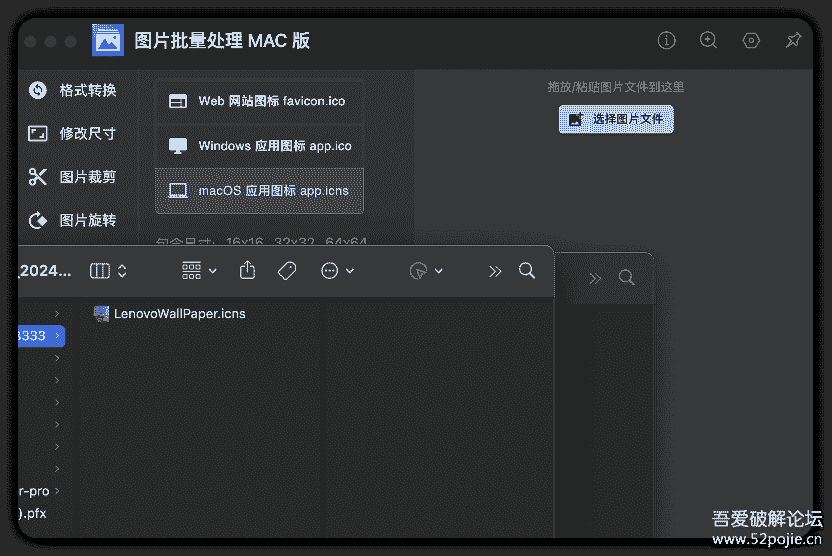 图片批量处理 MAC 版
格式转换
修改尺寸
图片裁剪
图片旋转
Web 网站图标 favicon.ico
Windows 应用图标 app.ico
macOS 应用图标 app.icns
包含尺寸: 16x16 32x32 64x64
拖放/粘贴图片文件到这里
选择图片文件
_2024...
LenovoWallPaper.icns
3333
r-pro
).pfx
吾爱破解论坛
www.52pojie.cn